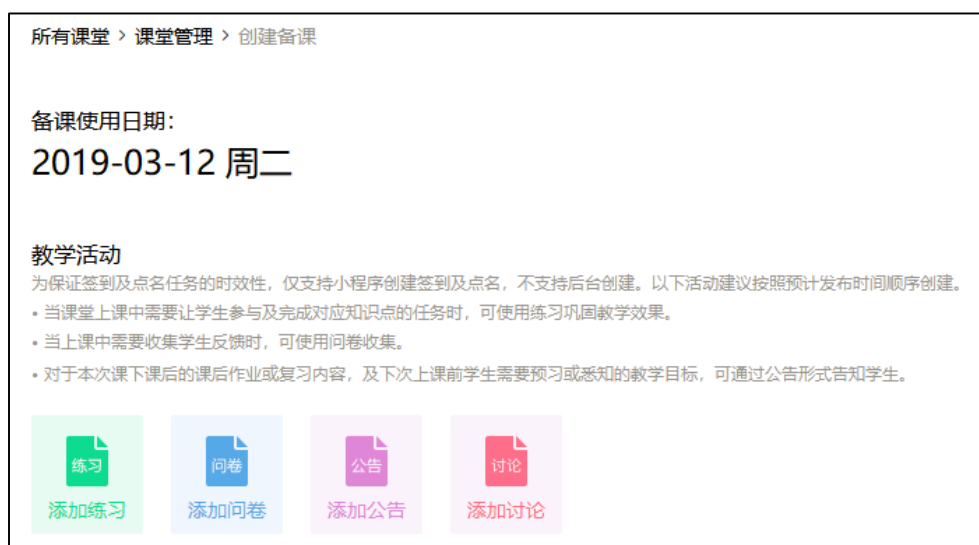 所有课堂 > 课堂管理 > 创建备课
备课使用日期：
2019-03-12 周二
教学活动
为保证签到及点名任务的时效性，仅支持小程序创建签到及点名，不支持后台创建。以下活动建议按照预计发布时间顺序创建。
• 当课堂上课中需要让学生参与及完成对应知识点的任务时，可使用练习巩固教学效果。
• 当上课中需要收集学生反馈时，可使用问卷收集。
• 对于本次课下课后的课后作业或复习内容，及下次上课前学生需要预习或悉知的教学目标，可通过公告形式告知学生。
练习 问卷 公告 讨论
添加练习 添加问卷 添加公告 添加讨论